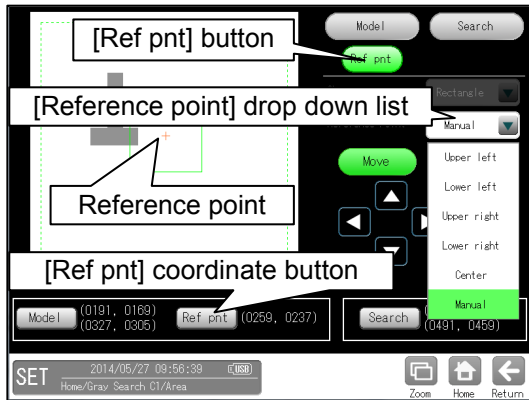 Model
Search
[Ref pnt] button
Ref pnt
Rectangle
[Reference point] drop down list
Manual
Upper left
Move
Lower left
Reference point
Upper right
Lower right
[Ref pnt] coordinate button
Center
Manual
Model (0191, 0169)
(0327, 0305)
Ref pnt (0259, 0237)
Search
(0491, 0459)
SET 2014/05/27 09:56:39 USB
Home/Gray Search C1/Area
Zoom Home Return